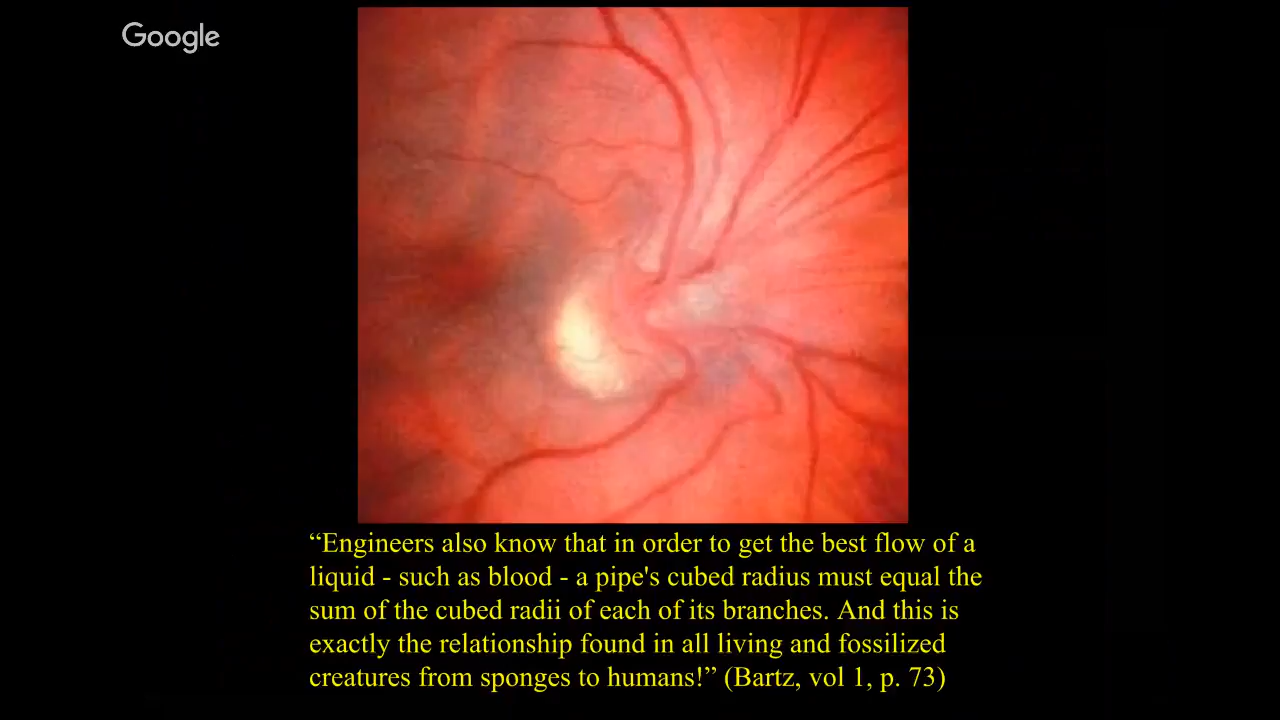 Google
“Engineers also know that in order to get the best flow of a
liquid - such as blood - a pipe's cubed radius must equal the
sum of the cubed radii of each of its branches. And this is
exactly the relationship found in all living and fossilized
creatures from sponges to humans!” (Bartz, vol 1, p. 73)